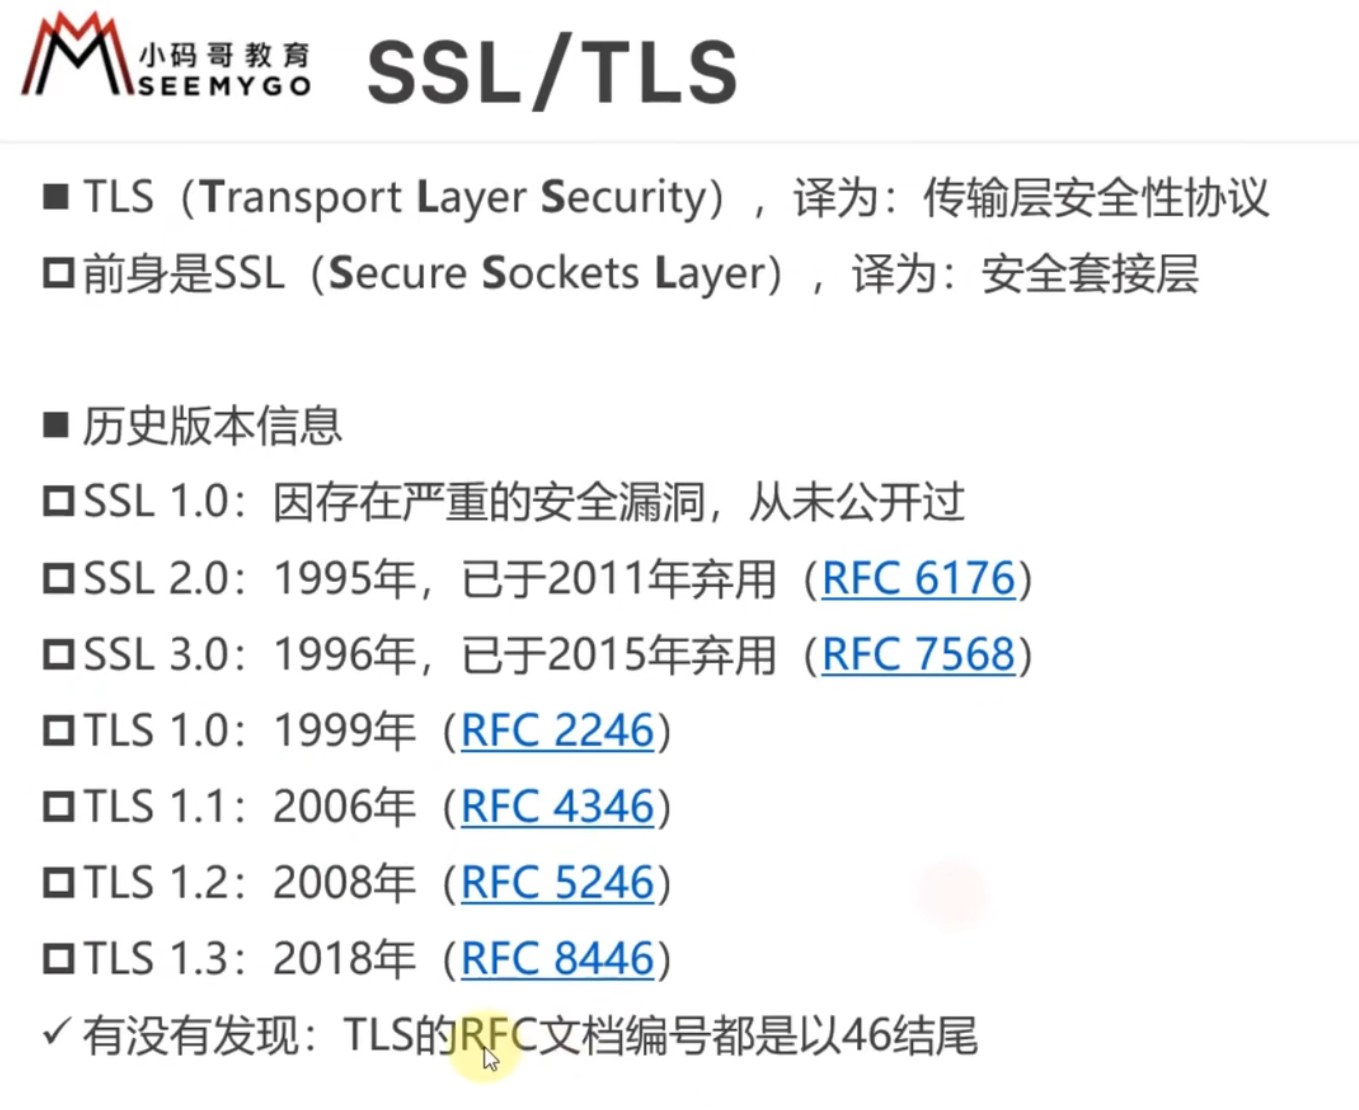 小码哥教育
SEEMYGO
SSL/TLS
■ TLS（Transport Layer Security），译为：传输层安全性协议
前身是SSL（Secure Sockets Layer），译为：安全套接层
■ 历史版本信息
SSL 1.0：因存在严重的安全漏洞，从未公开过
SSL 2.0：1995年，已于2011年弃用（RFC 6176）
SSL 3.0：1996年，已于2015年弃用（RFC 7568）
TLS 1.0：1999年（RFC 2246）
TLS 1.1：2006年（RFC 4346）
TLS 1.2：2008年（RFC 5246）
TLS 1.3：2018年（RFC 8446）
✓ 有没有发现：TLS的RFC文档编号都是以46结尾